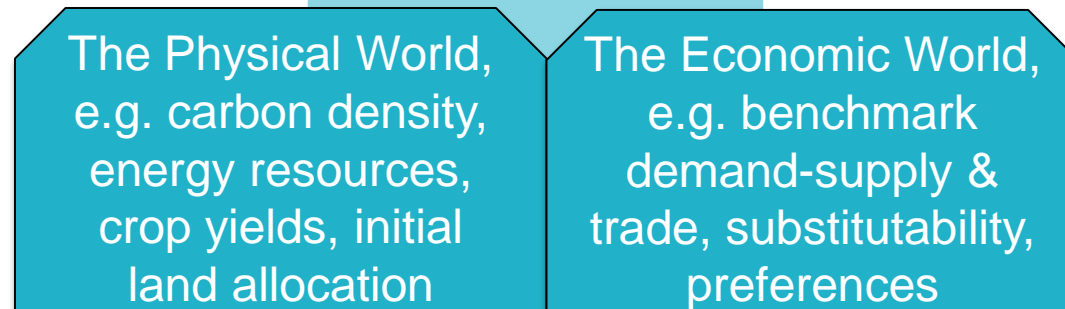 The Physical World,
e.g. carbon density,
energy resources,
crop yields, initial
land allocation
The Economic World,
e.g. benchmark
demand-supply &
trade, substitutability,
preferences